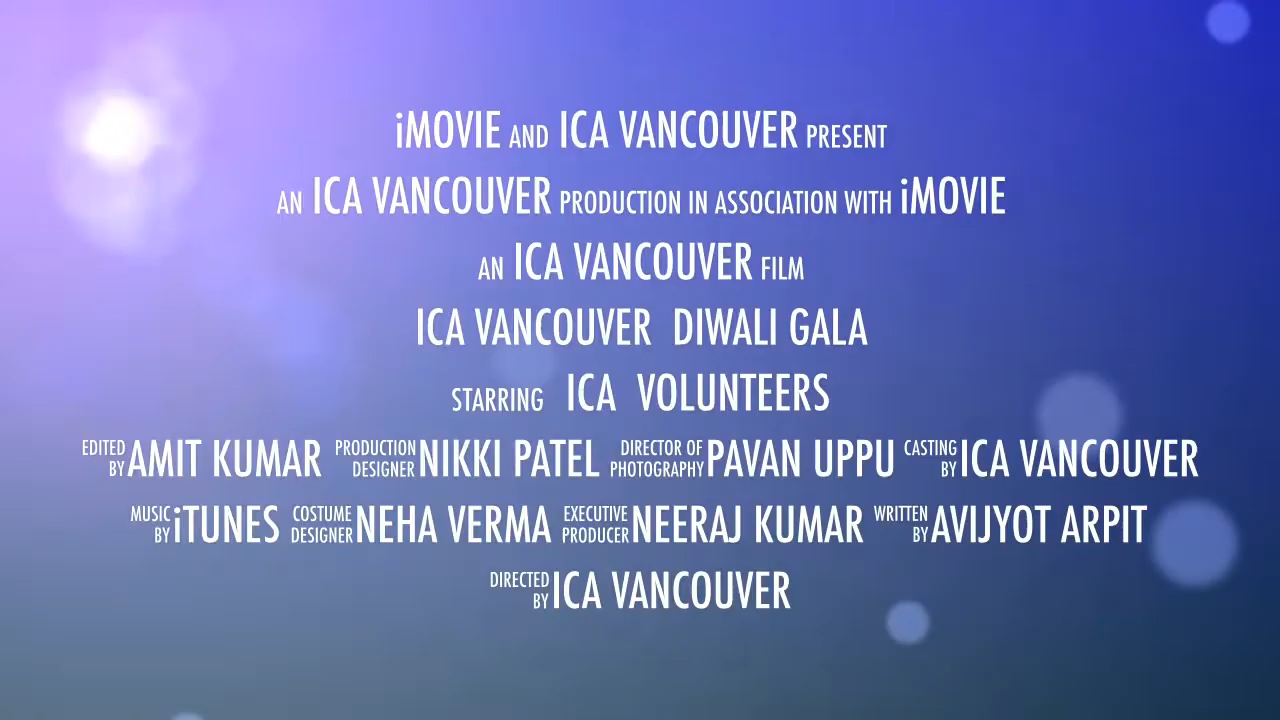 iMOVIE AND ICA VANCOUVER PRESENT
AN ICA VANCOUVER PRODUCTION IN ASSOCIATION WITH iMOVIE
AN ICA VANCOUVER FILM
ICA VANCOUVER DIWALI GALA
STARRING ICA VOLUNTEERS
EDITED BY AMIT KUMAR PRODUCTION DESIGNER NIKKI PATEL DIRECTOR OF PHOTOGRAPHY PAVAN UPPU CASTING BY ICA VANCOUVER
MUSIC BY iTUNES COSTUME DESIGNER NEHA VERMA EXECUTIVE PRODUCER NEERAJ KUMAR WRITTEN BY AVIJYOT ARPIT
DIRECTED BY ICA VANCOUVER